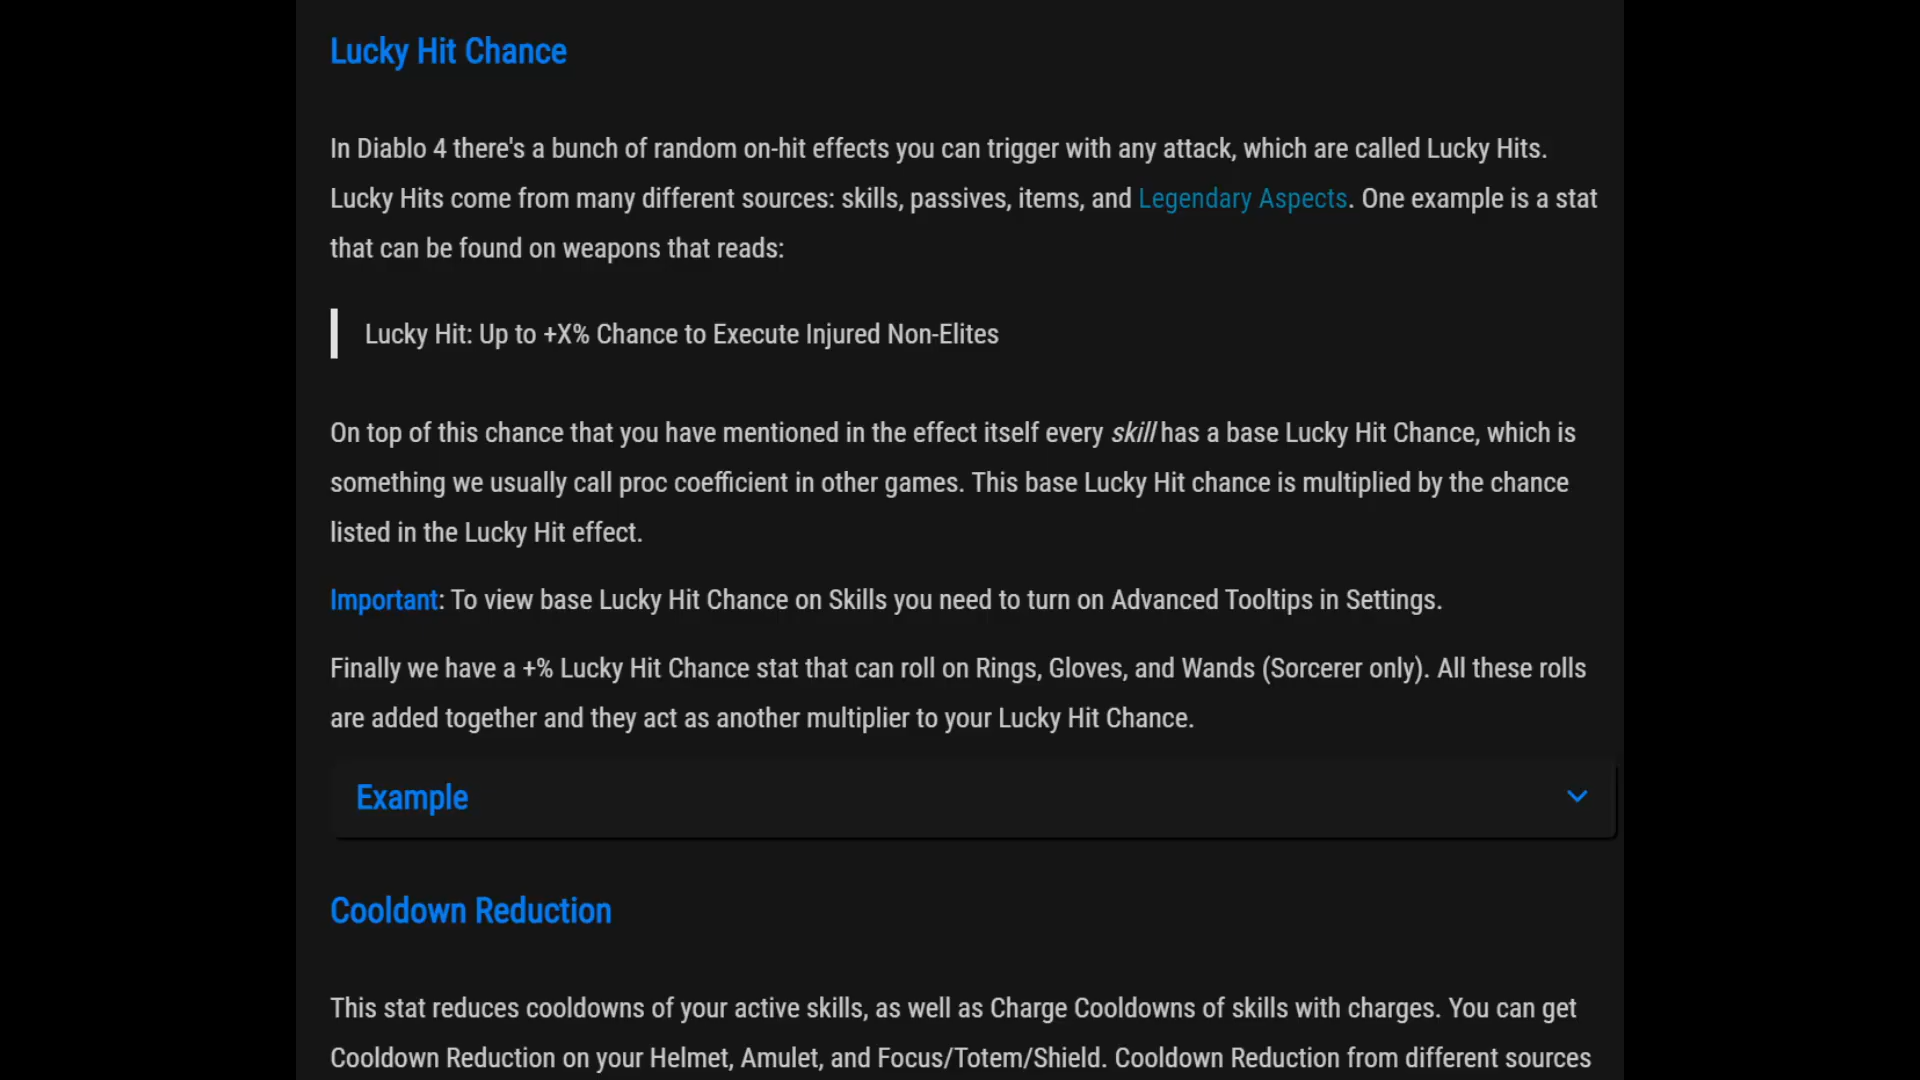 Lucky Hit Chance
In Diablo 4 there's a bunch of random on-hit effects you can trigger with any attack, which are called Lucky Hits.
Lucky Hits come from many different sources: skills, passives, items, and Legendary Aspects. One example is a stat
that can be found on weapons that reads:
Lucky Hit: Up to +X% Chance to Execute Injured Non-Elites
On top of this chance that you have mentioned in the effect itself every skill has a base Lucky Hit Chance, which is
something we usually call proc coefficient in other games. This base Lucky Hit chance is multiplied by the chance
listed in the Lucky Hit effect.
Important: To view base Lucky Hit Chance on Skills you need to turn on Advanced Tooltips in Settings.
Finally we have a +% Lucky Hit Chance stat that can roll on Rings, Gloves, and Wands (Sorcerer only). All these rolls
are added together and they act as another multiplier to your Lucky Hit Chance.
Example
Cooldown Reduction
This stat reduces cooldowns of your active skills, as well as Charge Cooldowns of skills with charges. You can get
Cooldown Reduction on your Helmet, Amulet, and Focus/Totem/Shield. Cooldown Reduction from different sources